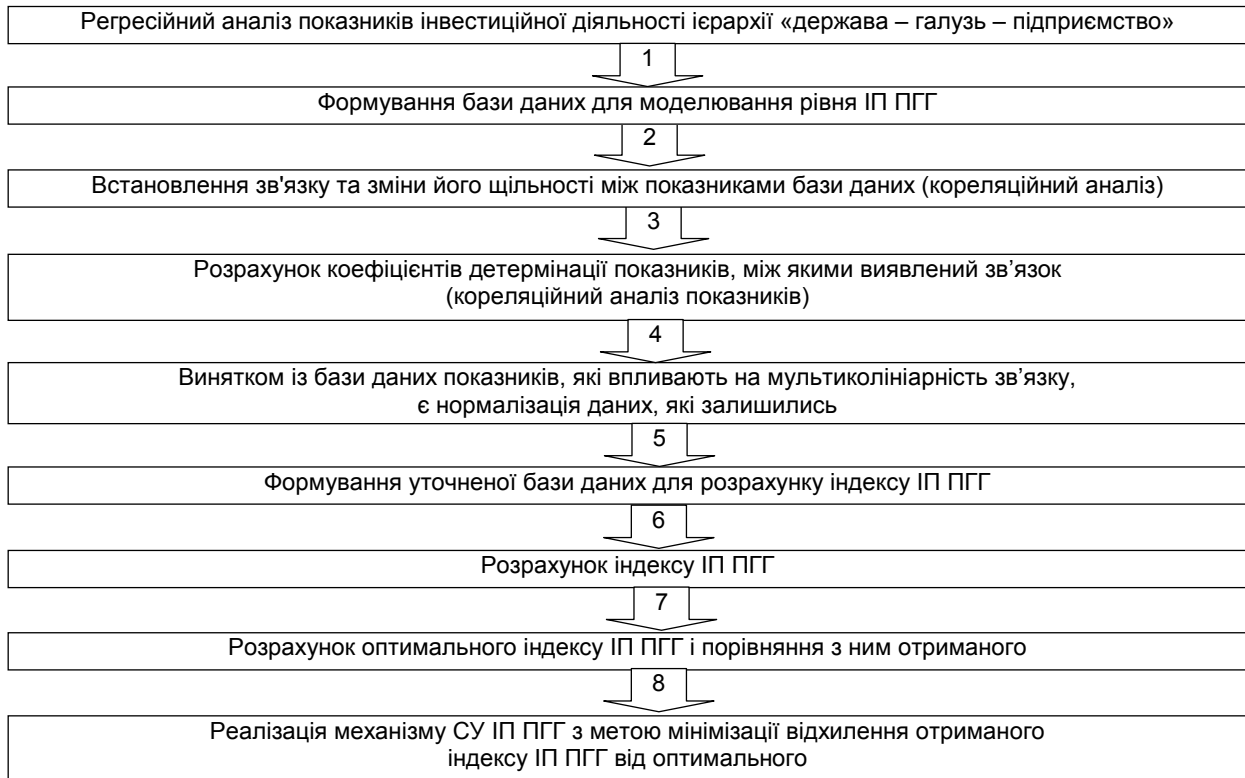 Регресійний аналіз показників інвестиційної діяльності ієрархії «держава – галузь – підприємство»
1
Формування бази даних для моделювання рівня ІП ПГГ
2
Встановлення зв'язку та зміни його щільності між показниками бази даних (кореляційний аналіз)
3
Розрахунок коефіцієнтів детермінації показників, між якими виявлений зв’язок
(кореляційний аналіз показників)
4
Винятком із бази даних показників, які впливають на мультиколініарність зв’язку,
є нормалізація даних, які залишились
5
Формування уточненої бази даних для розрахунку індексу ІП ПГГ
6
Розрахунок індексу ІП ПГГ
7
Розрахунок оптимального індексу ІП ПГГ і порівняння з ним отриманого
8
Реалізація механізму СУ ІП ПГГ з метою мінімізації відхилення отриманого
індексу ІП ПГГ від оптимального